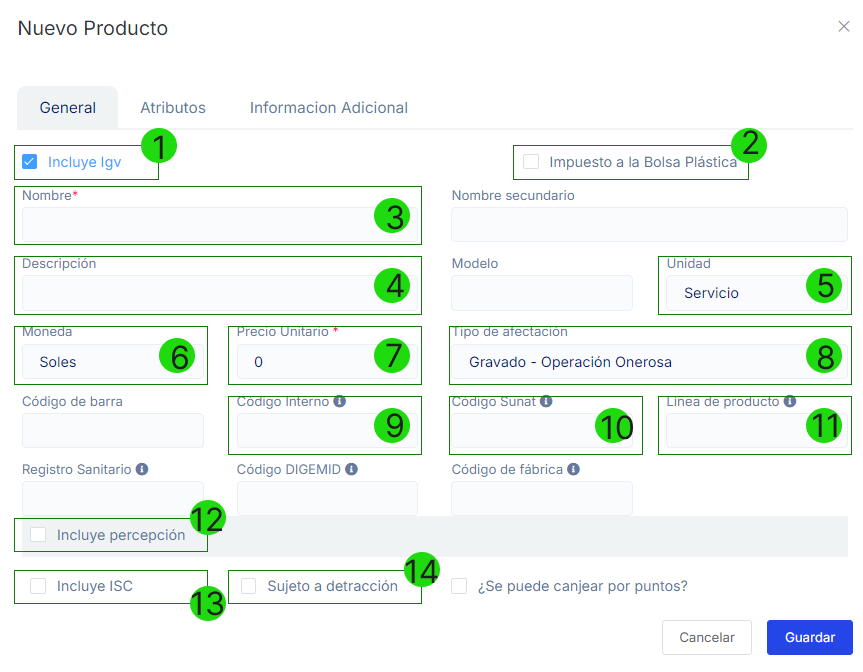 Nuevo Producto
General Atributos Informacion Adicional
1 2
Incluye Igv Impuesto a la Bolsa Plástica
Nombre* Nombre secundario
3
Descripción Modelo Unidad
4 Servicio 5
Moneda Precio Unitario * Tipo de afectación
Soles 6 0 7 Gravado - Operación Onerosa 8
Código de barra Código Interno Código Sunat Linea de producto
9 10 11
Registro Sanitario Código DIGEMID Código de fábrica
12
Incluye percepción
14
Incluye ISC Sujeto a detracción ¿Se puede canjear por puntos?
13
Cancelar Guardar